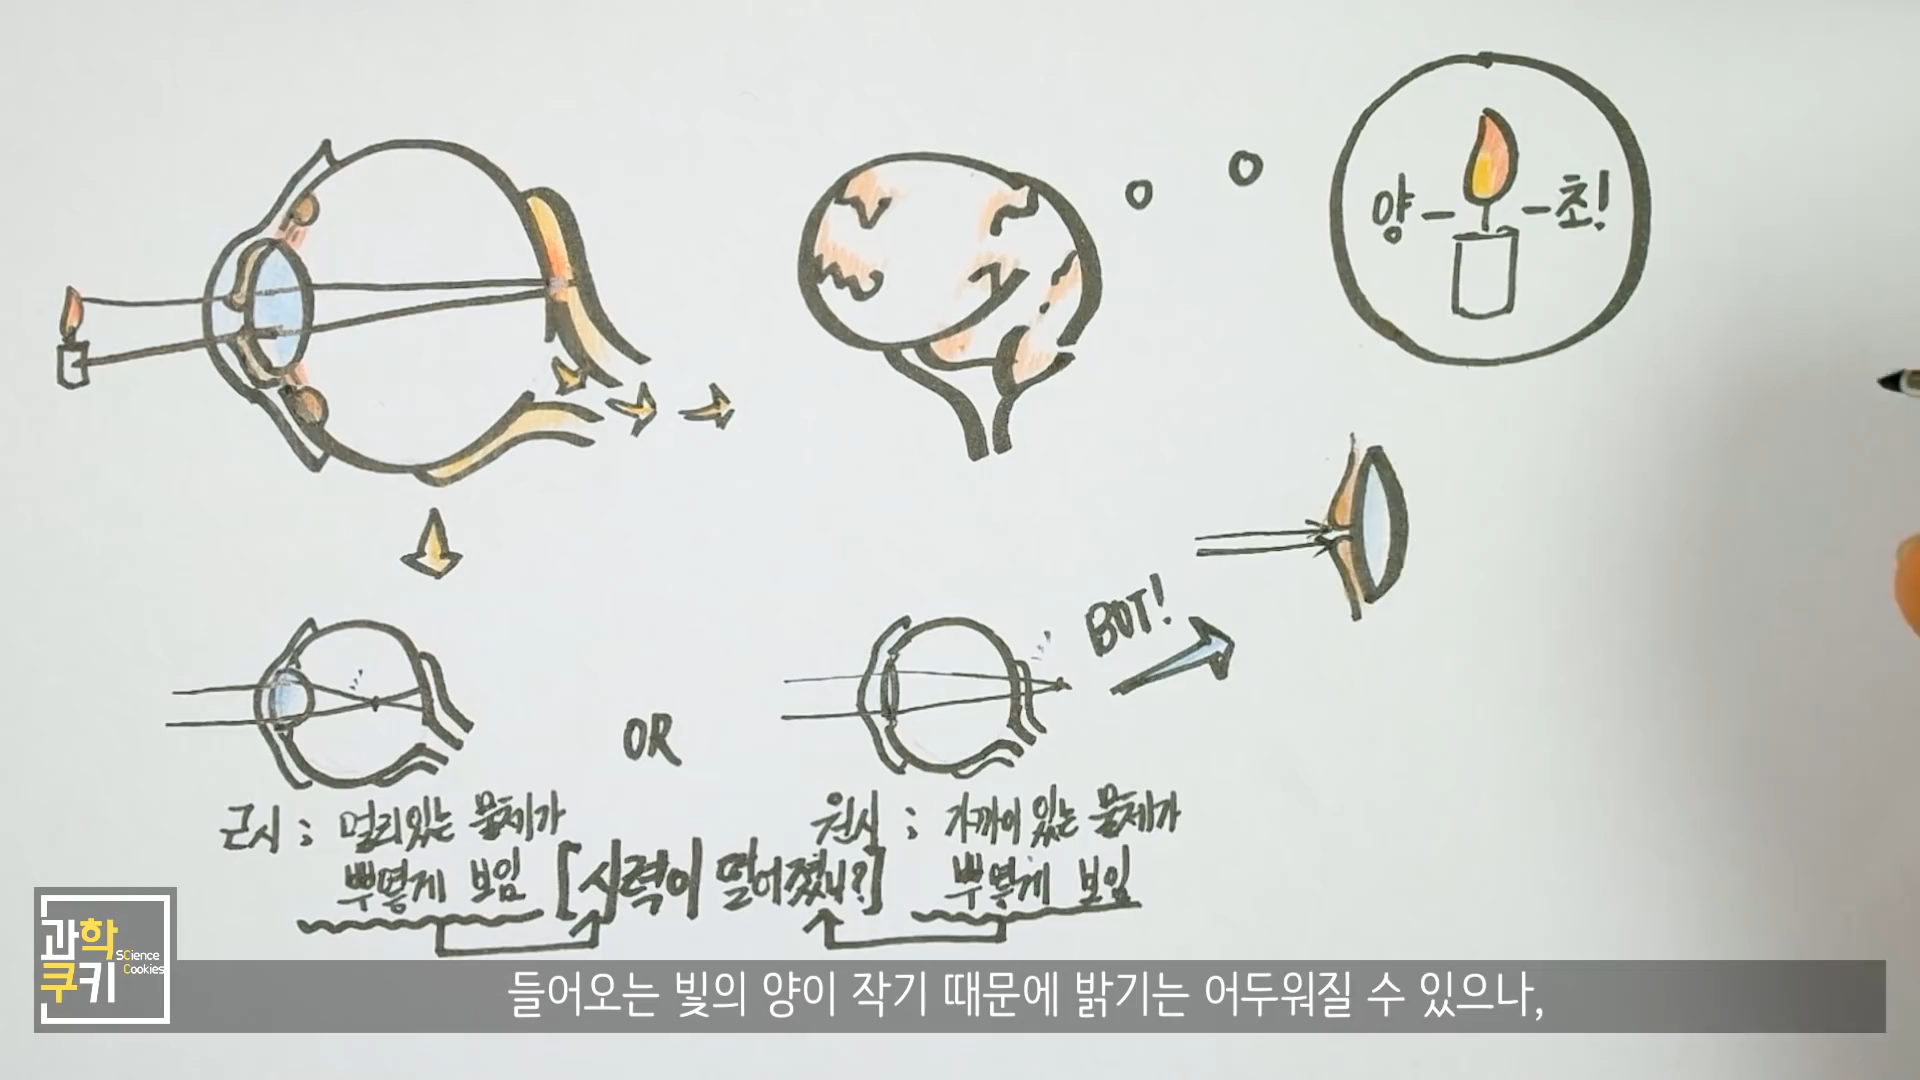 양- -초!
BUT!
OR
근시 ; 멀리있는 물체가
뿌옇게 보임
[시력이 떨어졌니?]
원시 ; 가까이 있는 물체가
뿌옇게 보임
과학
쿠키
SCience
Cookies
들어오는 빛의 양이 작기 때문에 밝기는 어두워질 수 있으나,